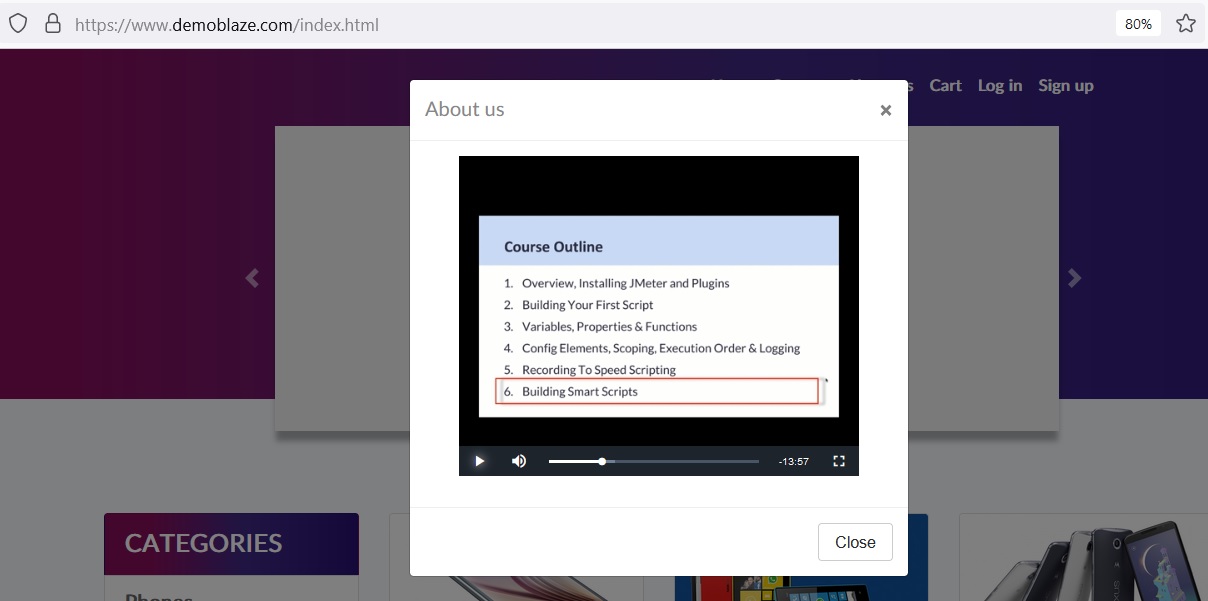 https://www.demoblaze.com/index.html
80%
Cart Log in Sign up
About us
×
Course Outline
1. Overview, Installing JMeter and Plugins
2. Building Your First Script
3. Variables, Properties & Functions
4. Config Elements, Scoping, Execution Order & Logging
5. Recording To Speed Scripting
6. Building Smart Scripts
-13:57
Close
CATEGORIES
Phones